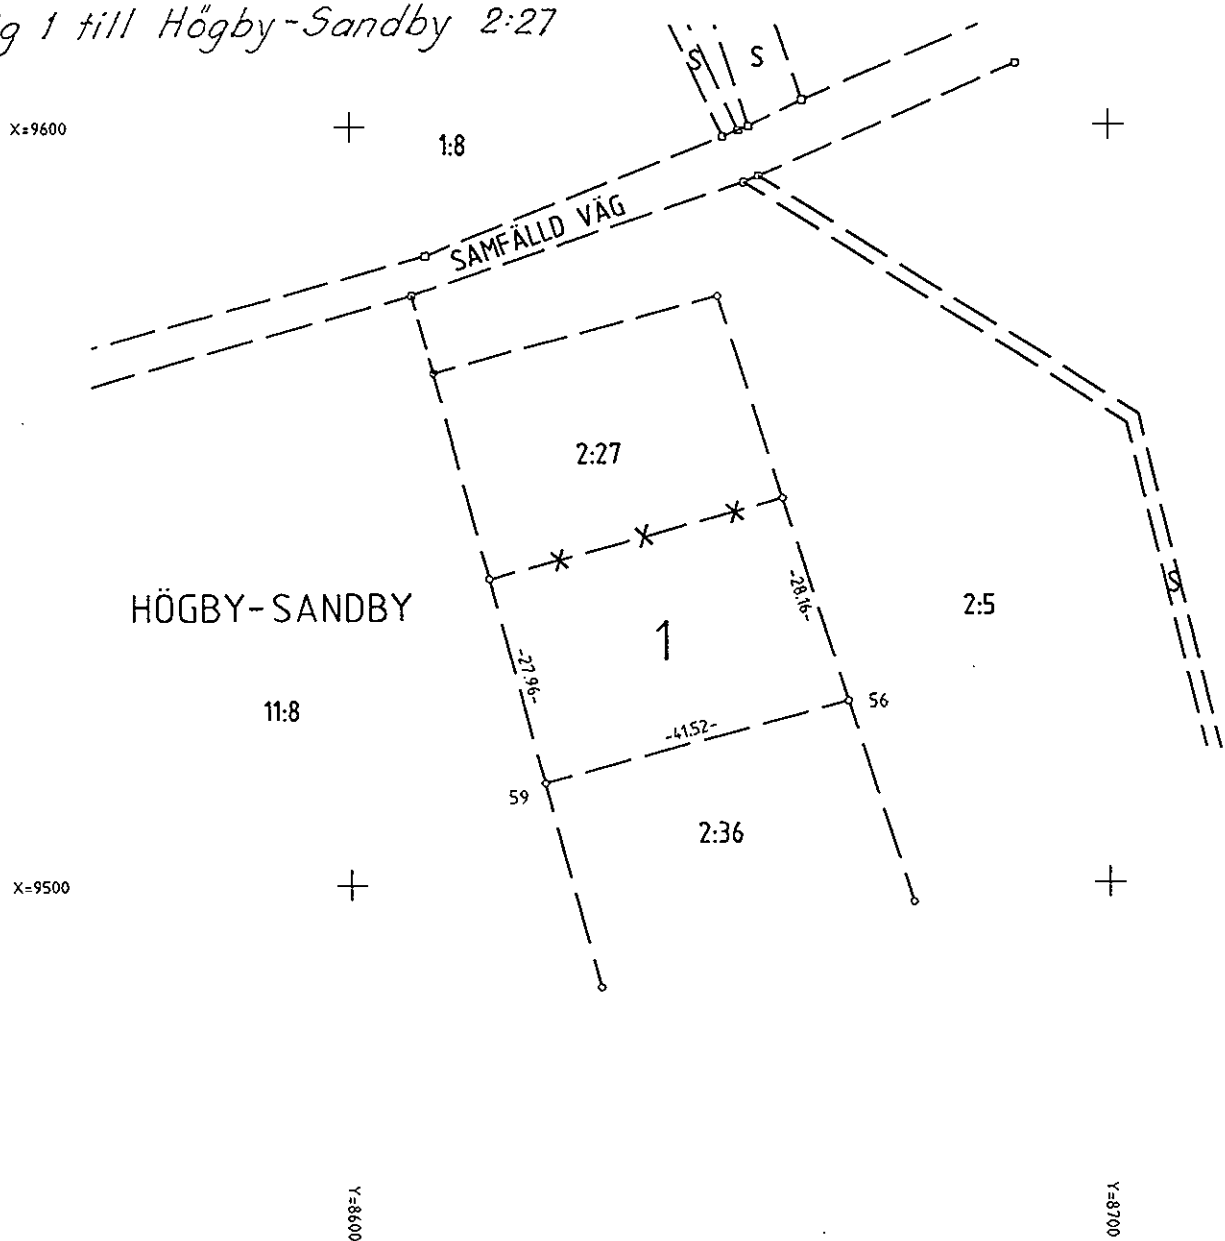 1 till Högby-Sandby 2:27
X=9600
1:8
S
S
SAMFÄLLD VÄG
2:27
HÖGBY-SANDBY
-28.16-
S
2:5
1
-27.96-
11:8
56
-41.52-
59
2:36
X=9500
Y=8600
Y=8700